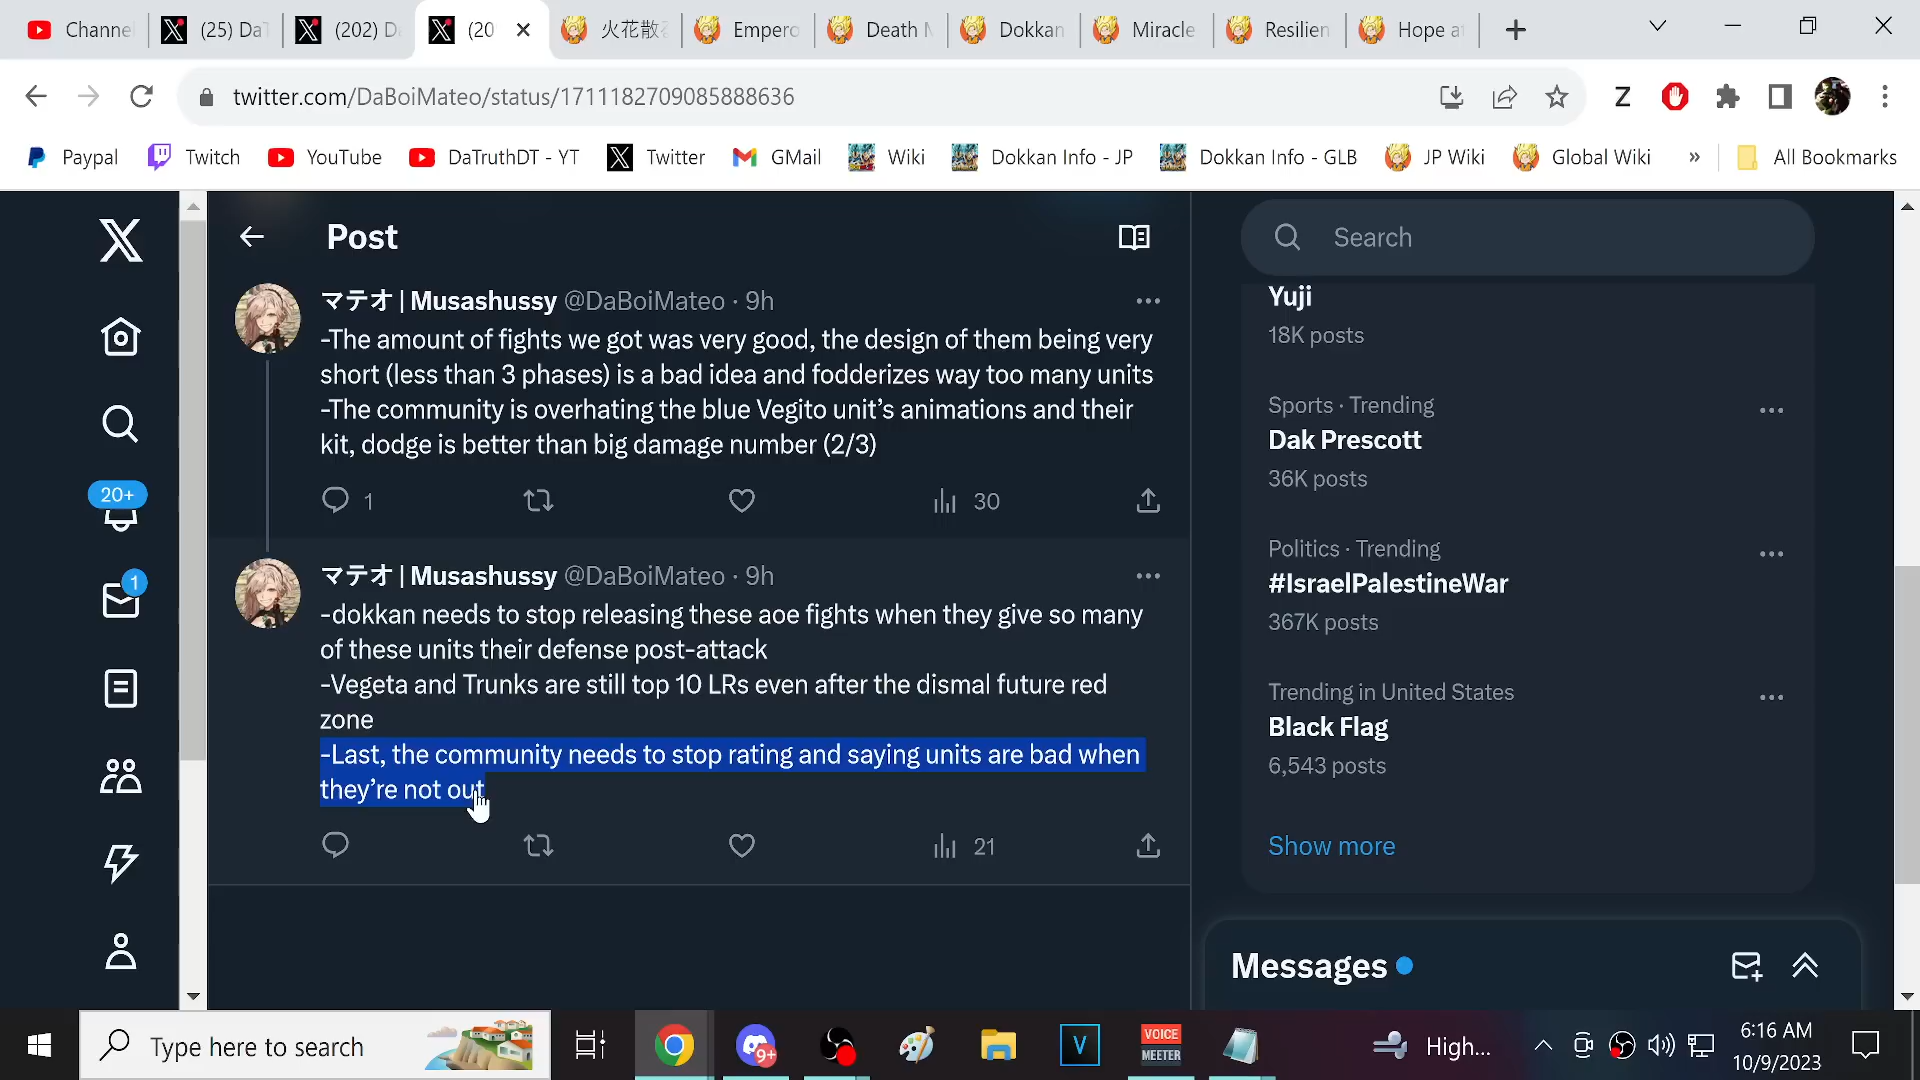 Channe
(25) DaT
(202) D
(20
火花散
Empero
Death
Dokkan
Miracle
Resilien
Hope a
twitter.com/DaBoiMateo/status/1711182709085888636
Z
Paypal
Twitch
YouTube
DaTruthDT - YT
Twitter
GMail
Wiki
Dokkan Info - JP
Dokkan Info - GLB
JP Wiki
Global Wiki
»
All Bookmarks
Post
Search
マテオ | Musashussy @DaBoiMateo · 9h
-The amount of fights we got was very good, the design of them being very
short (less than 3 phases) is a bad idea and fodderizes way too many units
-The community is overhating the blue Vegito unit's animations and their
kit, dodge is better than big damage number (2/3)
1
30
マテオ | Musashussy @DaBoiMateo · 9h
-dokkan needs to stop releasing these aoe fights when they give so many
of these units their defense post-attack
-Vegeta and Trunks are still top 10 LRs even after the dismal future red
zone
-Last, the community needs to stop rating and saying units are bad when
they're not out
21
20+
1
Yuji
18K posts
Sports · Trending
Dak Prescott
36K posts
Politics · Trending
#IsraelPalestineWar
367K posts
Trending in United States
Black Flag
6,543 posts
Show more
Messages
Type here to search
9+
V
VOICE
MEETER
High...
6:16 AM
10/9/2023